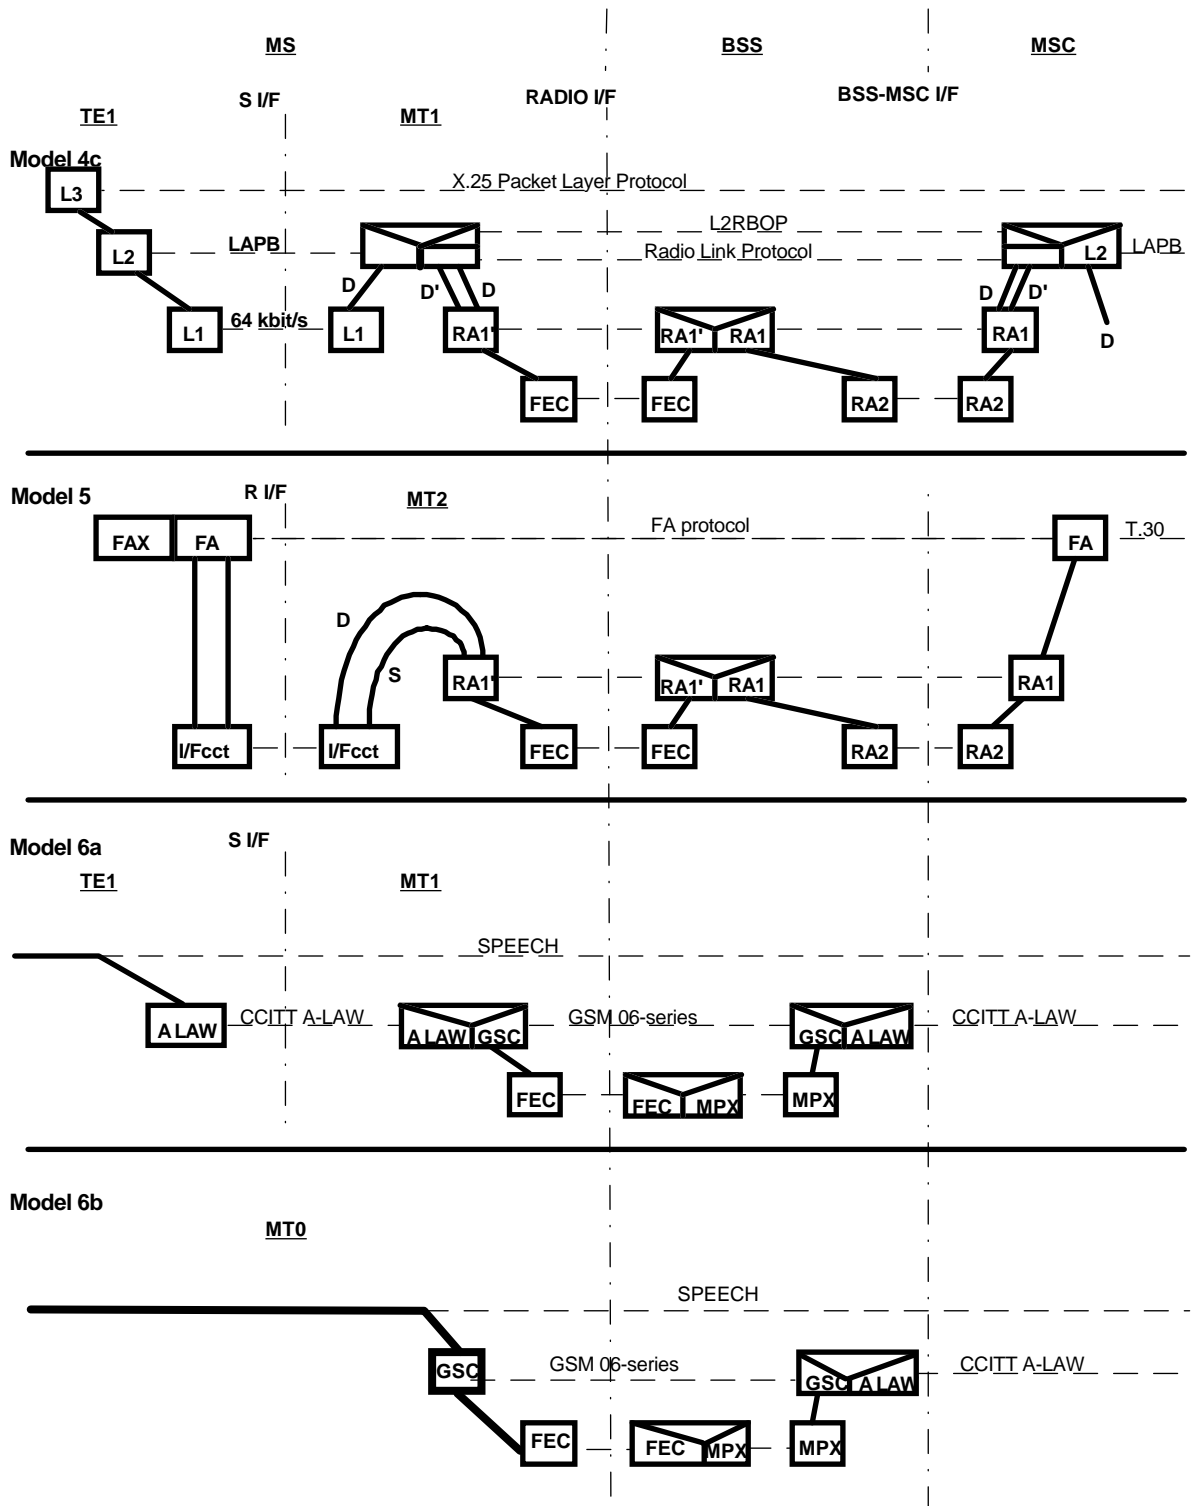 MS BSS MSC
S I/F RADIO I/F BSS-MSC I/F
TE1 MT1
Model 4c
L3 X.25 Packet Layer Protocol
L2RBOP
L2 LAPB Radio Link Protocol L2 LAPB
D D' D D D'
L1 64 kbit/s L1 RA1' RA1' RA1 RA1 D
FEC FEC RA2 RA2
Model 5 R I/F MT2
FAX FA FA protocol FA T.30
D
S RA1' RA1' RA1 RA1
I/Fcct I/Fcct FEC FEC RA2 RA2
Model 6a S I/F
TE1 MT1
SPEECH
A LAW CCITT A-LAW A LAW GSC GSM 06-series GSC A LAW CCITT A-LAW
FEC FEC MPX MPX
Model 6b
MT0
SPEECH
GSC GSM 06-series GSC A LAW CCITT A-LAW
FEC FEC MPX MPX